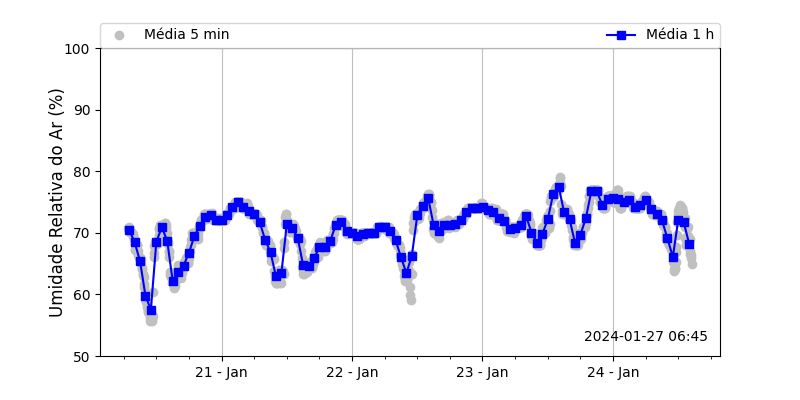 Média 5 min
Média 1 h
Umidade Relativa do Ar (%)
100
90
80
70
60
50
2024-01-27 06:45
21 - Jan
22 - Jan
23 - Jan
24 - Jan